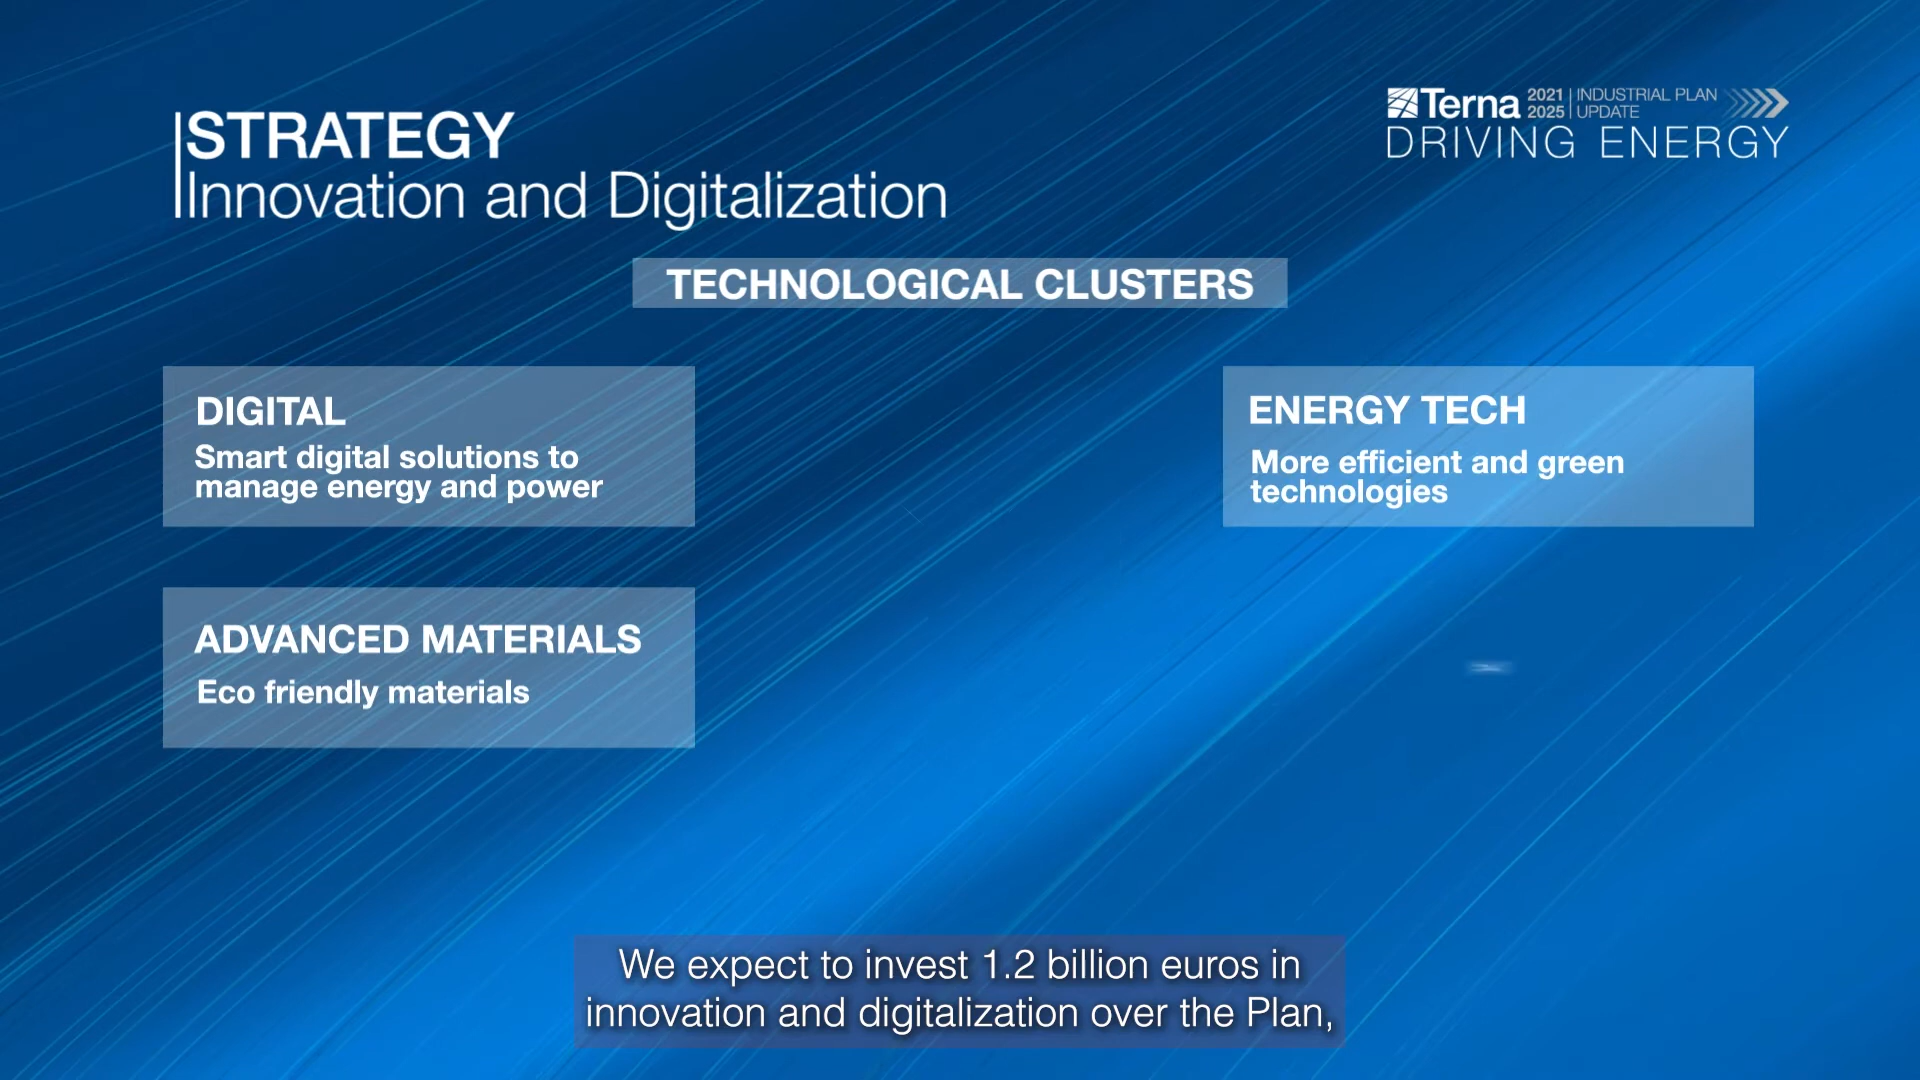 STRATEGY
Innovation and Digitalization
Terna 2021 2025 INDUSTRIAL PLAN UPDATE
DRIVING ENERGY
TECHNOLOGICAL CLUSTERS
DIGITAL
Smart digital solutions to
manage energy and power
ENERGY TECH
More efficient and green
technologies
ADVANCED MATERIALS
Eco friendly materials
We expect to invest 1.2 billion euros in
innovation and digitalization over the Plan,